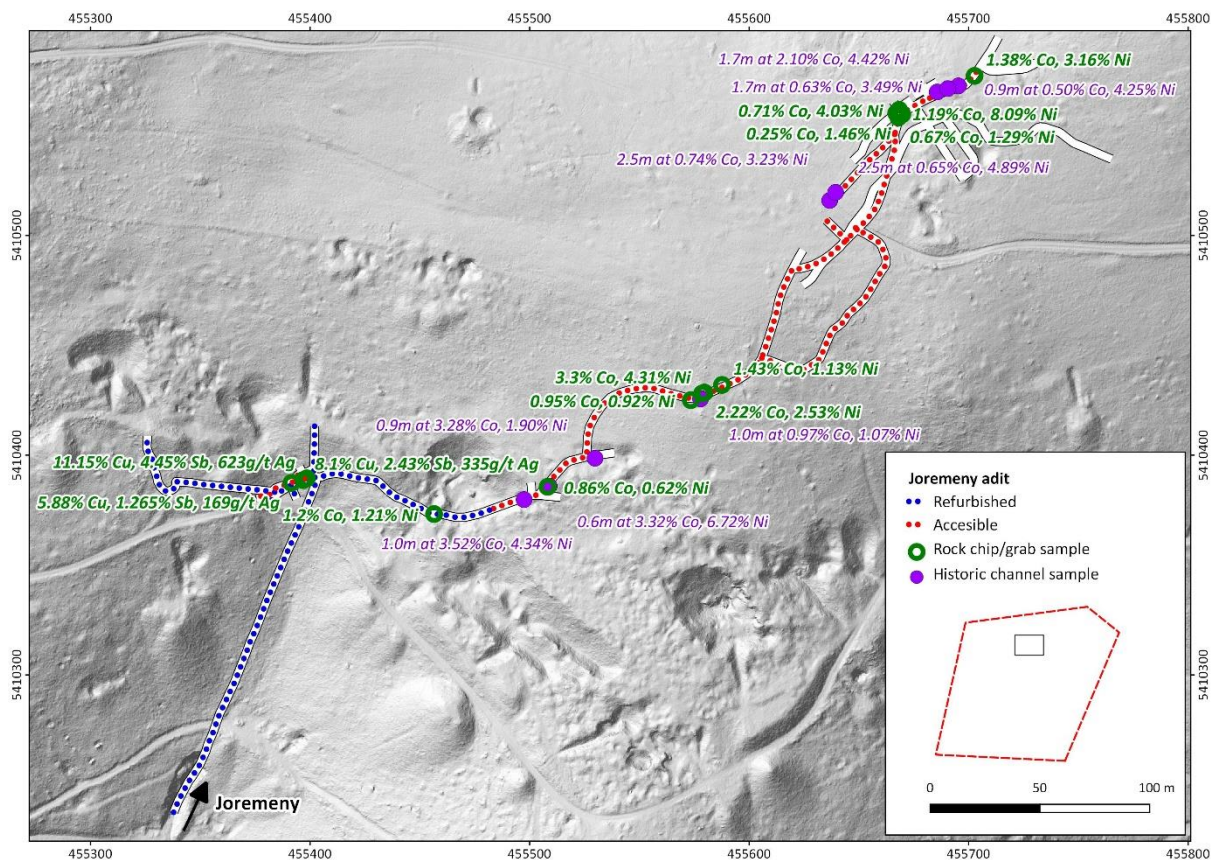 455300 455400 455500 455600 455700 455800
1.7m at 2.10% Co, 4.42% Ni
1.38% Co, 3.16% Ni
1.7m at 0.63% Co, 3.49% Ni
0.9m at 0.50% Co, 4.25% Ni
0.71% Co, 4.03% Ni
1.19% Co, 8.09% Ni
0.25% Co, 1.46% Ni
0.67% Co, 1.29% Ni
2.5m at 0.74% Co, 3.23% Ni
2.5m at 0.65% Co, 4.89% Ni
5410500
5410500
3.3% Co, 4.31% Ni
1.43% Co, 1.13% Ni
0.95% Co, 0.92% Ni
2.22% Co, 2.53% Ni
0.9m at 3.28% Co, 1.90% Ni
1.0m at 0.97% Co, 1.07% Ni
5410400
5410400
11.15% Cu, 4.45% Sb, 623g/t Ag
8.1% Cu, 2.43% Sb, 335g/t Ag
5.88% Cu, 1.265% Sb, 169g/t Ag
1.2% Co, 1.21% Ni
0.86% Co, 0.62% Ni
0.6m at 3.32% Co, 6.72% Ni
1.0m at 3.52% Co, 4.34% Ni
5410300
5410300
Joremeny
Joremeny adit
Refurbished
Accesible
Rock chip/grab sample
Historic channel sample
0 50 100 m
455300 455400 455500 455600 455700 455800